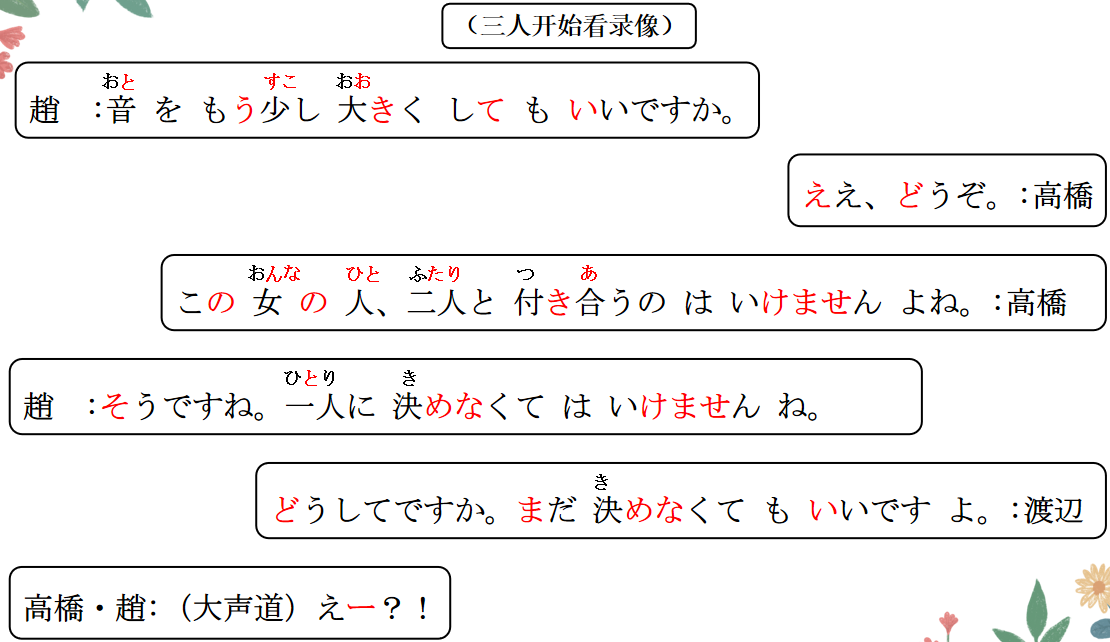 （三人开始看录像）
おと すこ おお
趙 ：音 を もう少し 大きく して も いいですか。
ええ、どうぞ。：高橋
おんな ひと ふたり つ あ
この 女 の 人、二人と 付き合うの は いけません よね。：高橋
ひとり き
趙 ：そうですね。一人に 決めなくて は いけません ね。
き
どうしてですか。まだ 決めなくて も いいです よ。：渡辺
高橋・趙：（大声道）えー？！